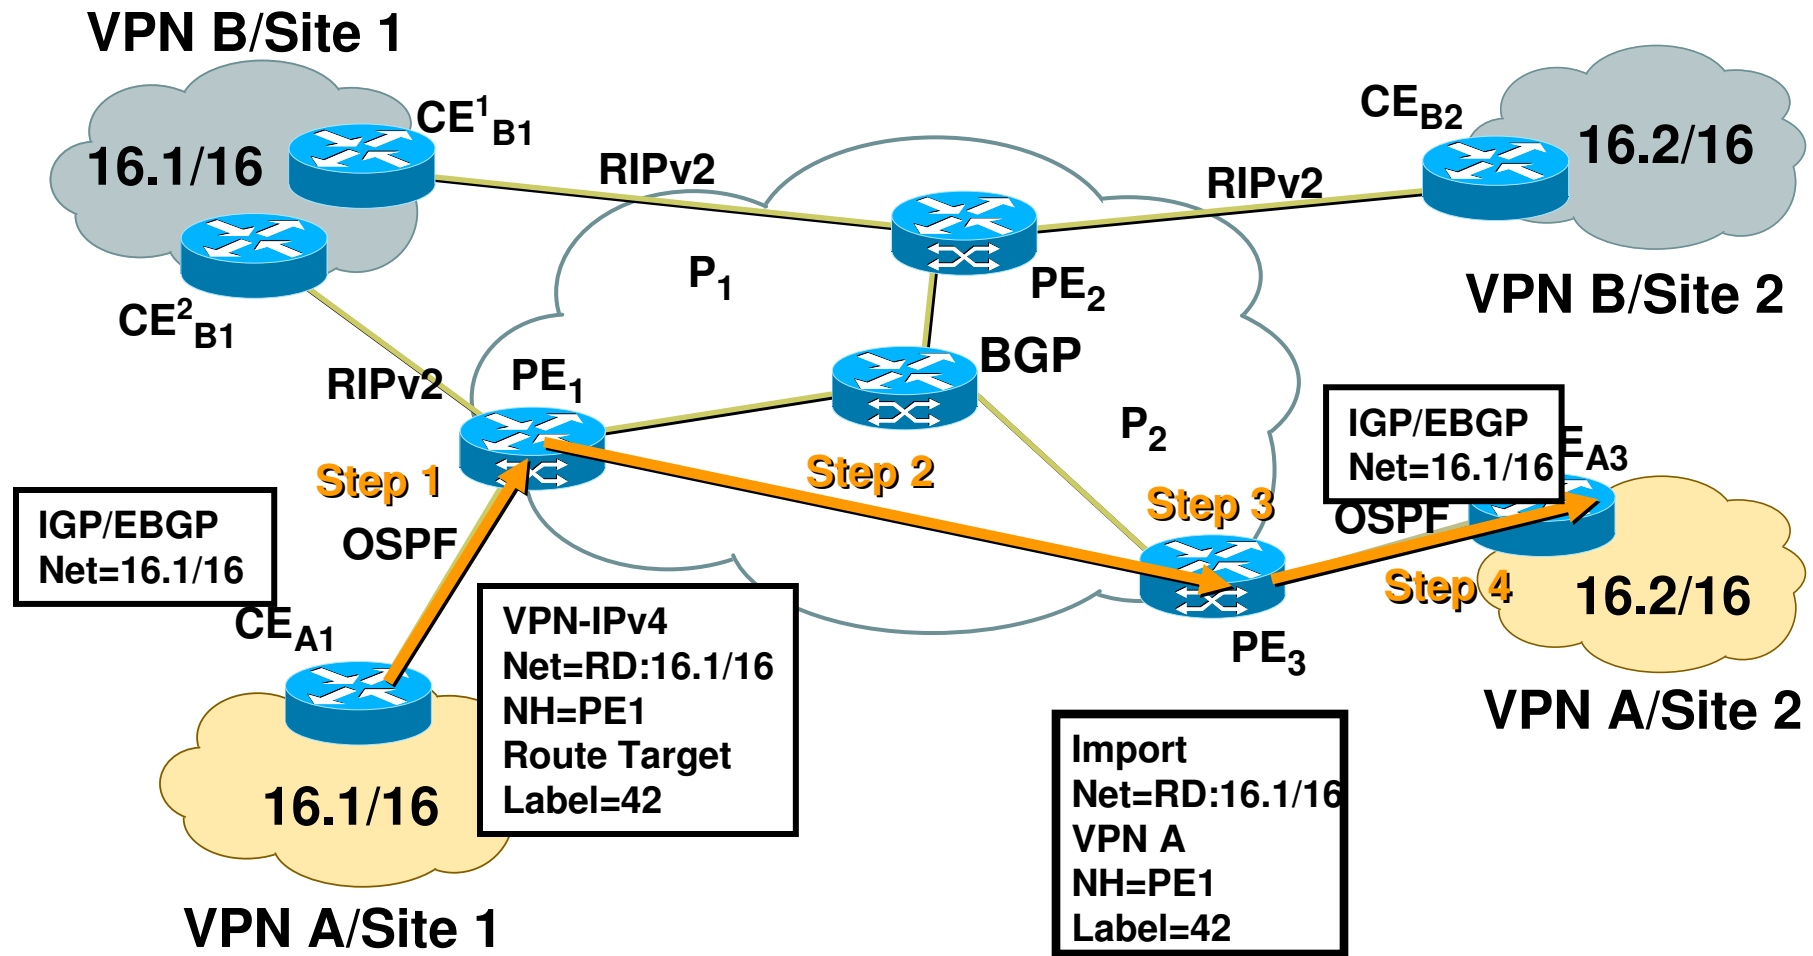 VPN B/Site 1
CE¹B1
CEB2
16.1/16
16.2/16
RIPv2
RIPv2
P1
PE2
VPN B/Site 2
CE²B1
BGP
RIPv2
PE1
P2
IGP/EBGP
Net=16.1/16
EA3
Step 1
Step 2
Step 3
OSPF
IGP/EBGP
Net=16.1/16
OSPF
Step 4
16.2/16
CEA1
VPN-IPv4
Net=RD:16.1/16
NH=PE1
Route Target
Label=42
PE3
VPN A/Site 2
16.1/16
Import
Net=RD:16.1/16
VPN A
NH=PE1
Label=42
VPN A/Site 1